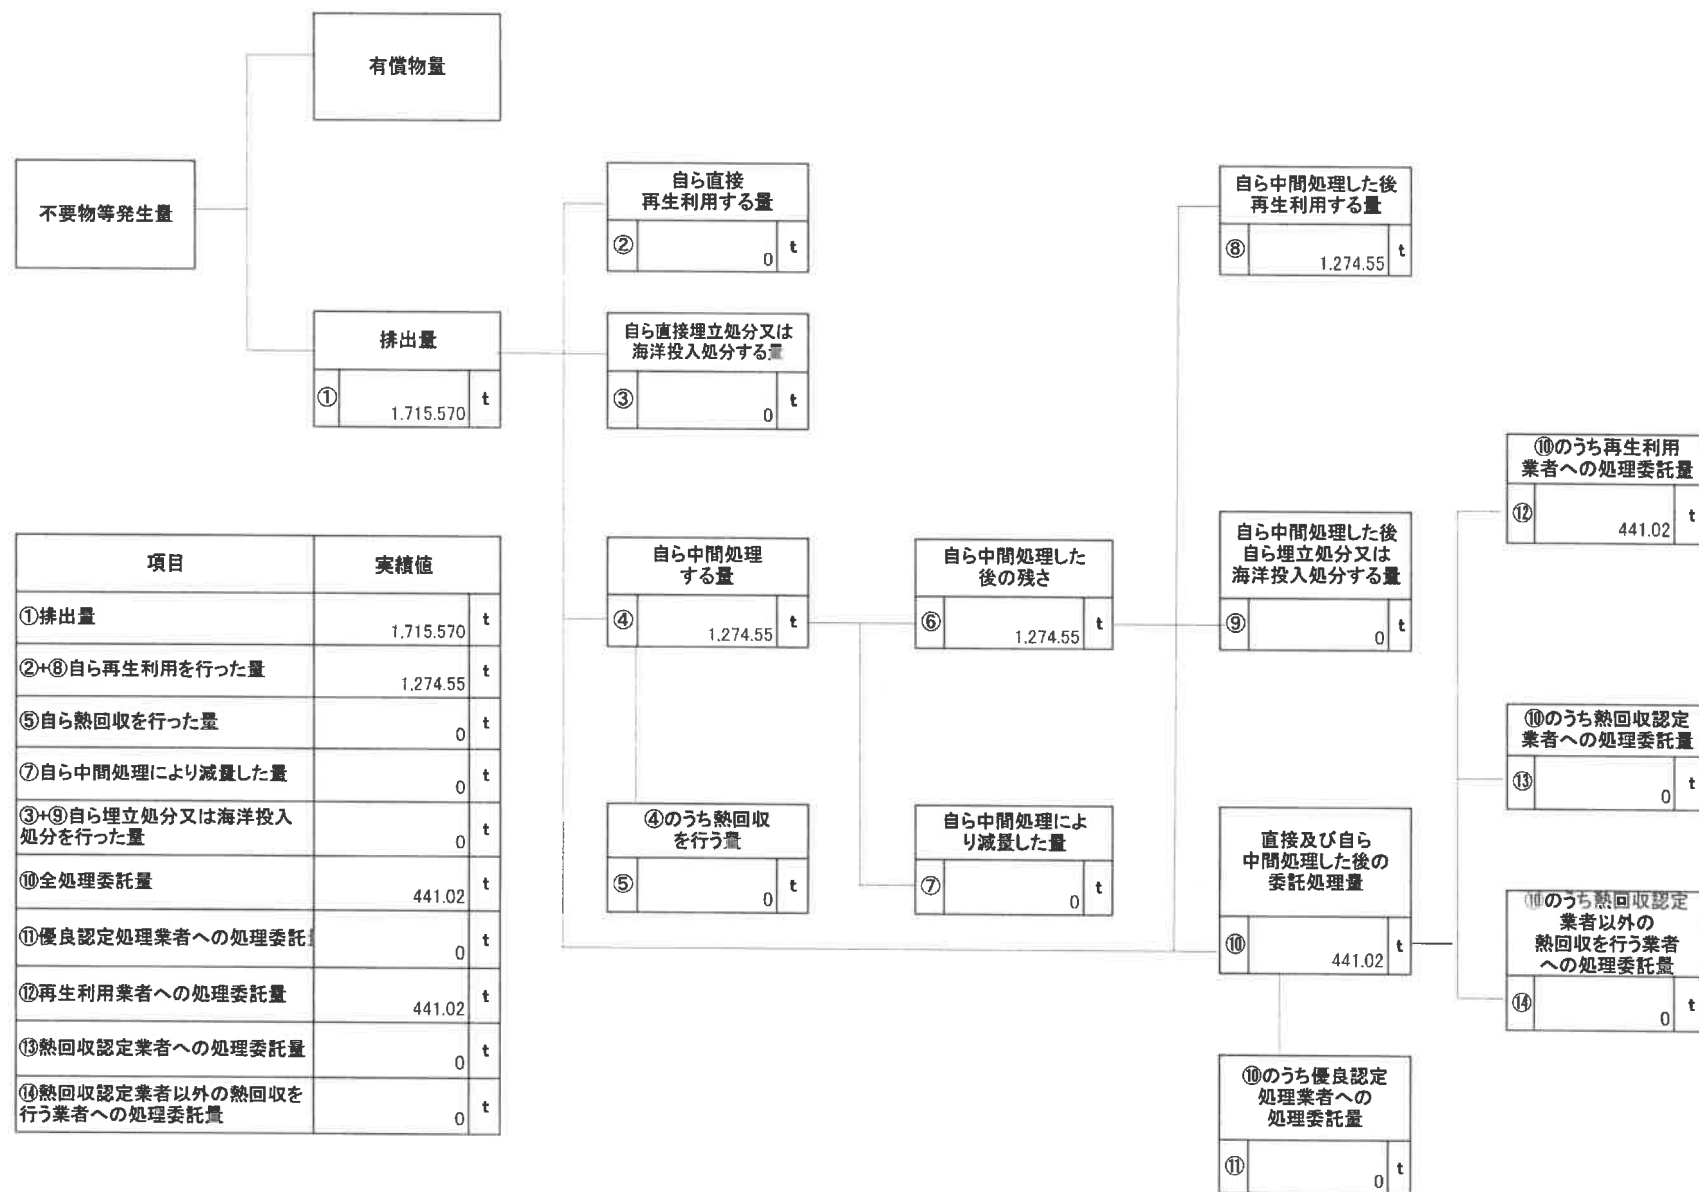 有償物量
不要物等発生量
排出量
① 1.715.570 t
自ら直接
再生利用する量
② 0 t
自ら直接埋立処分又は
海洋投入処分する量
③ 0 t
自ら中間処理
する量
④ 1,274.55 t
④のうち熱回収
を行う量
⑤ 0 t
自ら中間処理した
後の残さ
⑥ 1,274.55 t
自ら中間処理によ
り減量した量
⑦ 0 t
自ら中間処理した後
再生利用する量
⑧ 1.274.55 t
自ら中間処理した後
自ら埋立処分又は
海洋投入処分する量
⑨ 0 t
直接及び自ら
中間処理した後の
委託処理量
⑩ 441.02 t
⑩のうち優良認定
処理業者への
処理委託量
⑪ 0 t
⑩のうち再生利用
業者への処理委託量
⑫ 441.02 t
⑩のうち熱回収認定
業者への処理委託量
⑬ 0 t
⑩のうち熱回収認定
業者以外の
熱回収を行う業者
への処理委託量
⑭ 0 t
項目 実績値
①排出量 1,715.570 t
②+⑧自ら再生利用を行った量 1,274.55 t
⑤自ら熱回収を行った量 0 t
⑦自ら中間処理により減量した量 0 t
③+⑨自ら埋立処分又は海洋投入
処分を行った量 0 t
⑩全処理委託量 441.02 t
⑪優良認定処理業者への処理委託 0 t
⑫再生利用業者への処理委託量 441.02 t
⑬熱回収認定業者への処理委託量 0 t
⑭熱回収認定業者以外の熱回収を
行う業者への処理委託量 0 t